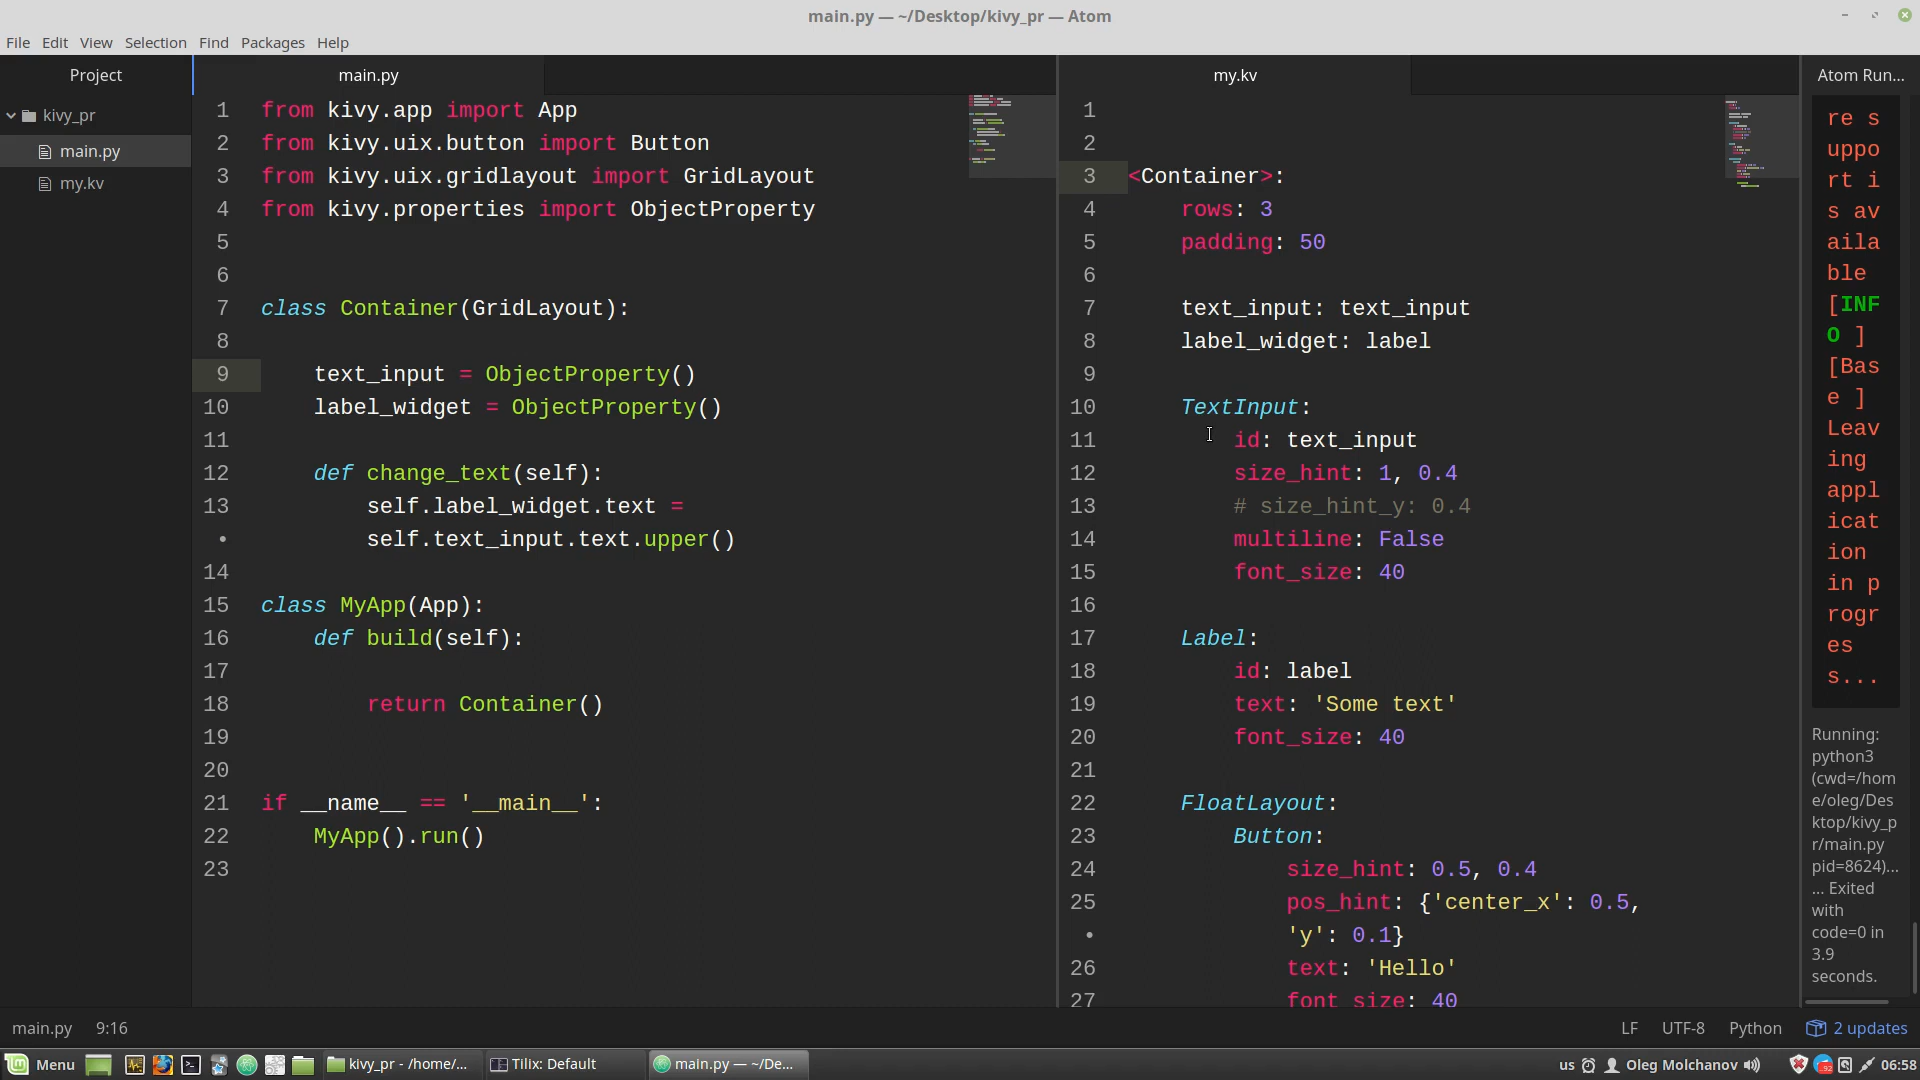 main.py — ~/Desktop/kivy_pr — Atom
File Edit View Selection Find Packages Help
Project
kivy_pr
main.py
my.kv
main.py
1 from kivy.app import App
2 from kivy.uix.button import Button
3 from kivy.uix.gridlayout import GridLayout
4 from kivy.properties import ObjectProperty
5
6
7 class Container(GridLayout):
8
9 text_input = ObjectProperty()
10 label_widget = ObjectProperty()
11
12 def change_text(self):
13 self.label_widget.text =
• self.text_input.text.upper()
14
15 class MyApp(App):
16 def build(self):
17
18 return Container()
19
20
21 if __name__ == '__main__':
22 MyApp().run()
23
my.kv
1
2
3 <Container>:
4 rows: 3
5 padding: 50
6
7 text_input: text_input
8 label_widget: label
9
10 TextInput:
11 id: text_input
12 size_hint: 1, 0.4
13 # size_hint_y: 0.4
14 multiline: False
15 font_size: 40
16
17 Label:
18 id: label
19 text: 'Some text'
20 font_size: 40
21
22 FloatLayout:
23 Button:
24 size_hint: 0.5, 0.4
25 pos_hint: {'center_x': 0.5,
• 'y': 0.1}
26 text: 'Hello'
27 font_size: 40
Atom Run...
re s
uppo
rt i
s av
aila
ble
[INF
O ]
[Bas
e ]
Leav
ing
appl
icat
ion
in p
rogr
es
s...
Running:
python3
(cwd=/hom
e/oleg/Des
ktop/kivy_p
r/main.py
pid=8624)...
... Exited
with
code=0 in
3.9
seconds.
main.py 9:16
LF UTF-8 Python 2 updates
Menu kivy_pr - /home/... Tilix: Default main.py — ~/De... us Oleg Molchanov 06:58